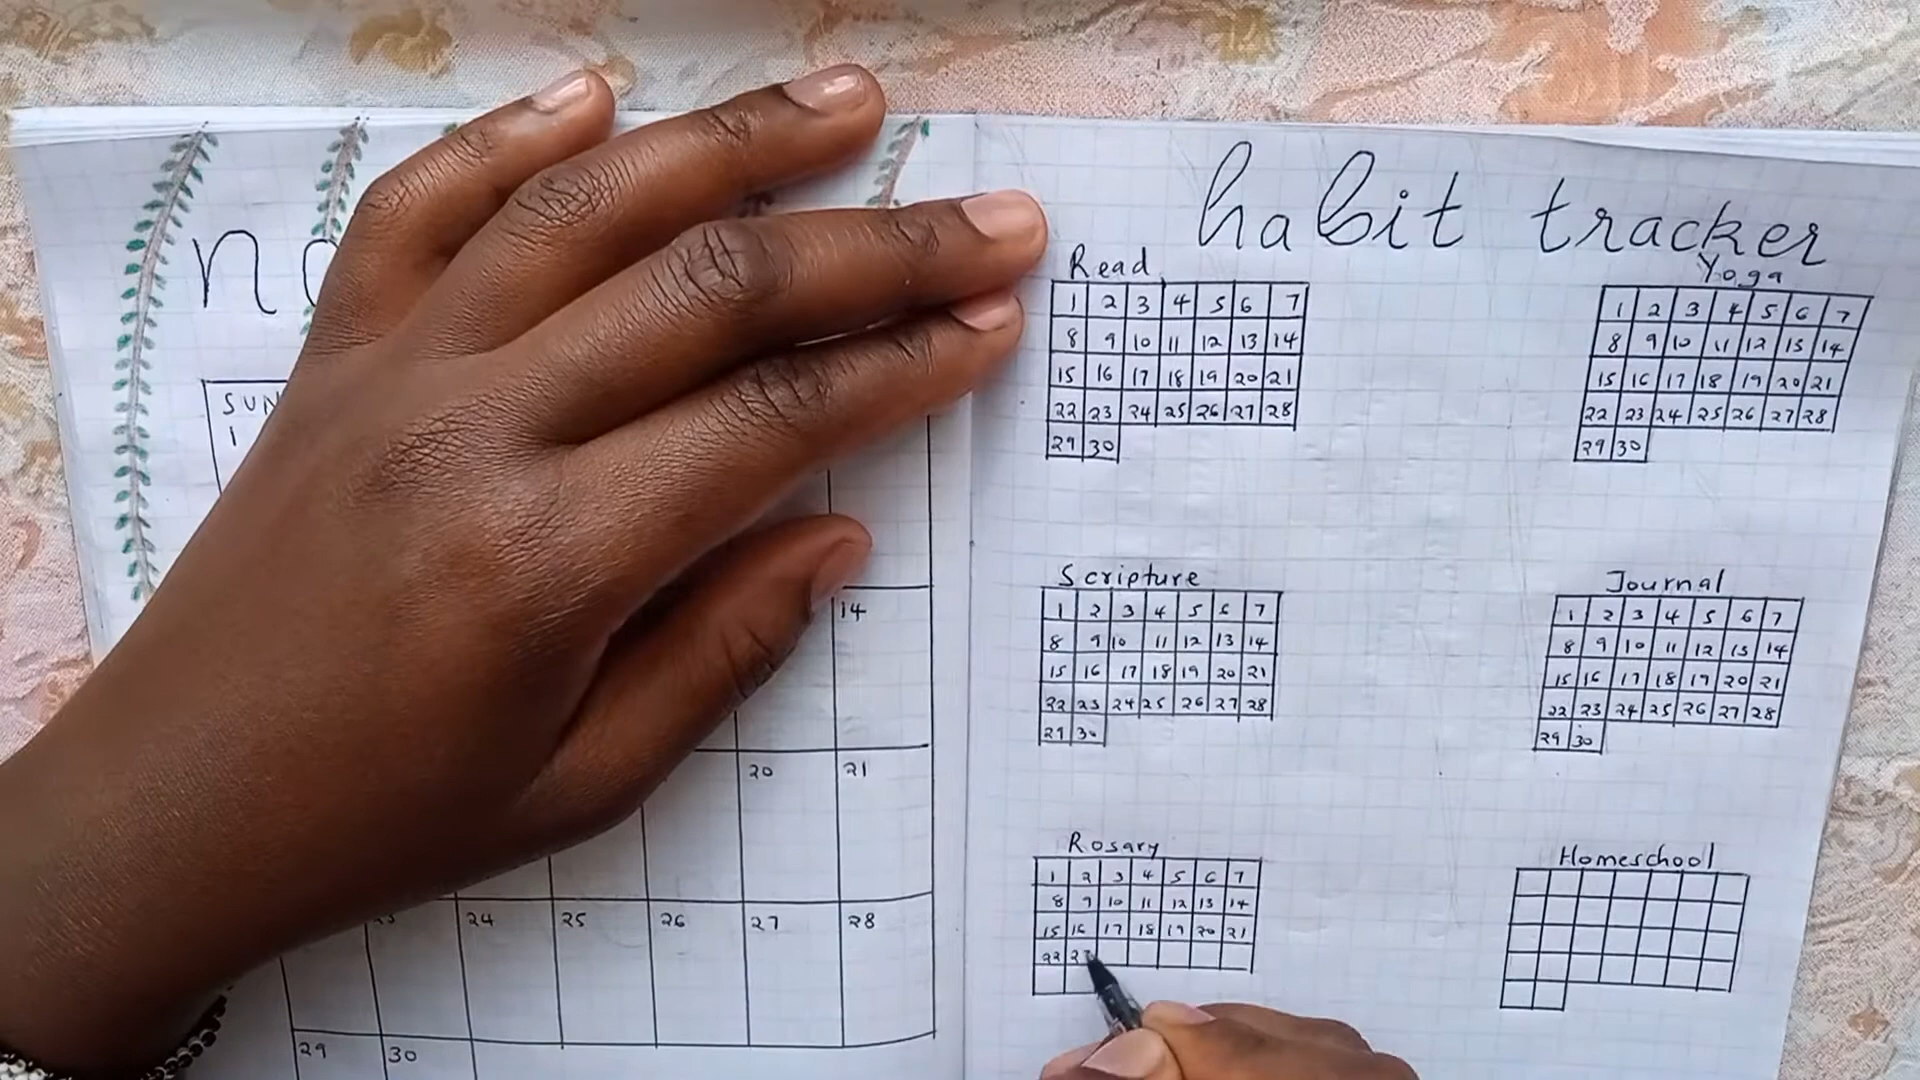 habit tracker
SUN
1
14
20 21
24 25 26 27 28
29 30
Read
1 2 3 4 5 6 7
8 9 10 11 12 13 14
15 16 17 18 19 20 21
22 23 24 25 26 27 28
29 30
Yoga
1 2 3 4 5 6 7
8 9 10 11 12 13 14
15 16 17 18 19 20 21
22 23 24 25 26 27 28
29 30
Scripture
1 2 3 4 5 6 7
8 9 10 11 12 13 14
15 16 17 18 19 20 21
22 23 24 25 26 27 28
29 30
Journal
1 2 3 4 5 6 7
8 9 10 11 12 13 14
15 16 17 18 19 20 21
22 23 24 25 26 27 28
29 30
Rosary
1 2 3 4 5 6 7
8 9 10 11 12 13 14
15 16 17 18 19 20 21
22 23
Homeschool